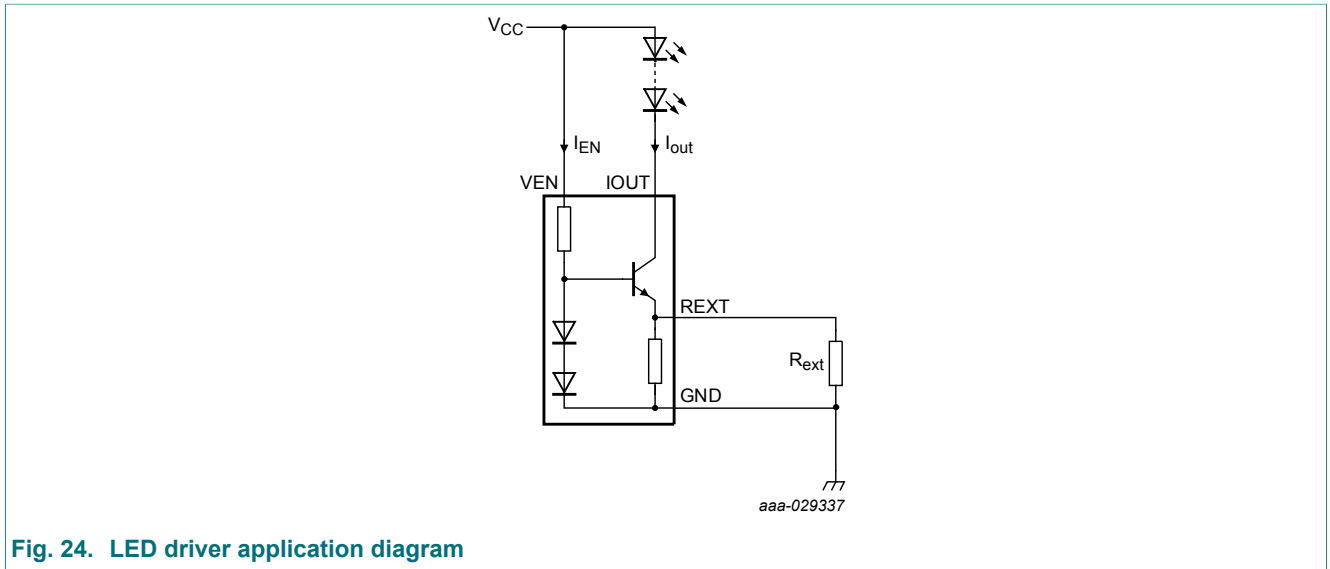 VCC
IEN
Iout
VEN
IOUT
REXT
Rext
GND
aaa-029337
Fig. 24. LED driver application diagram